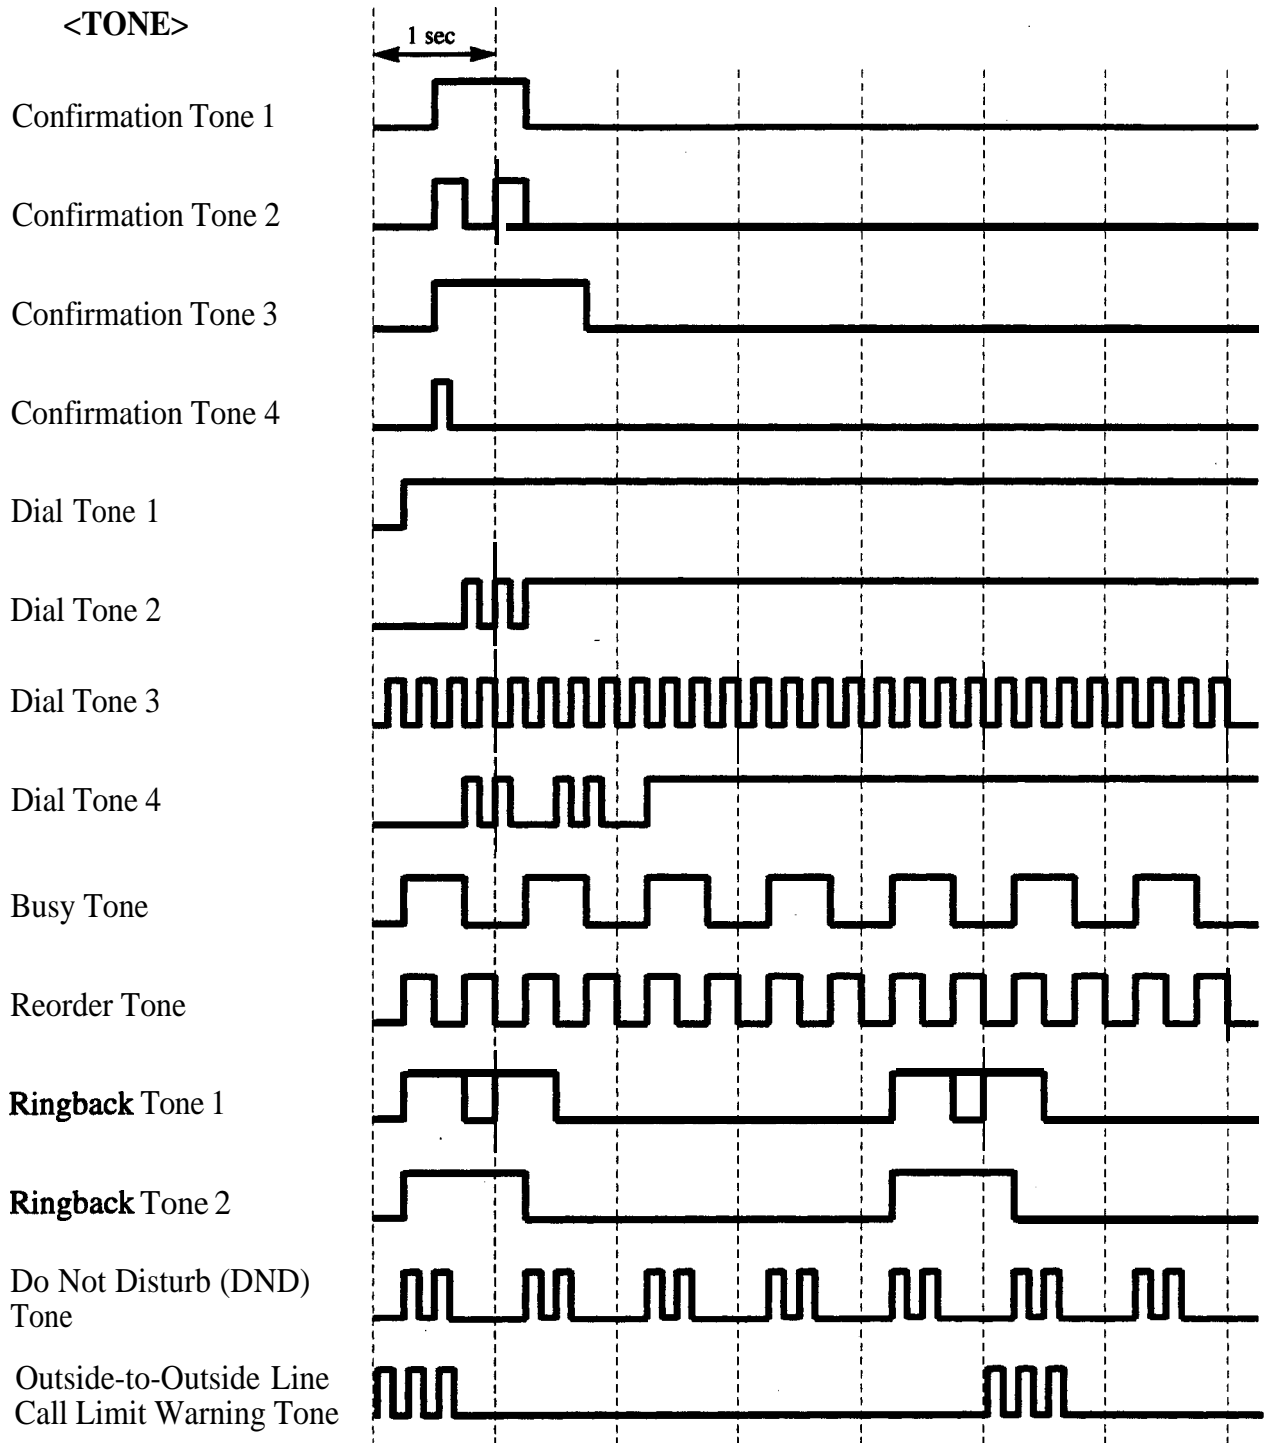 <TONE>
1 sec
Confirmation Tone 1
Confirmation Tone 2
Confirmation Tone 3
Confirmation Tone 4
Dial Tone 1
Dial Tone 2
Dial Tone 3
Dial Tone 4
Busy Tone
Reorder Tone
Ringback Tone 1
Ringback Tone 2
Do Not Disturb (DND)
Tone
Outside-to-Outside Line
Call Limit Warning Tone